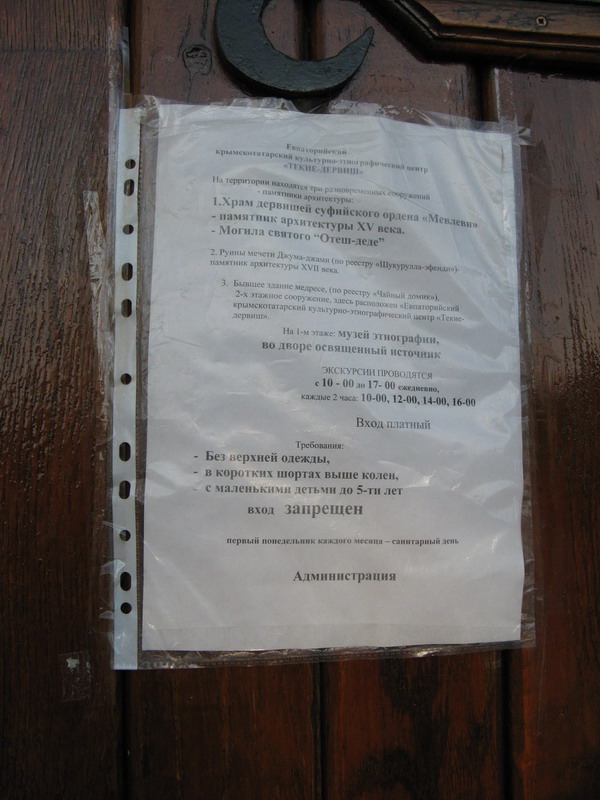 Евпаторийский
крымскотатарский культурно-этнографический центр
«ТЕКИЕ-ДЕРВИШ»
На территории находятся три разновременных сооружений
- памятники архитектуры:
1.Храм дервишей суфийского ордена «Мевлеви»
- памятник архитектуры XV века.
- Могила святого “Отеш-деде”
2. Руины мечети Джума-джами (по реестру «Шукурулла-эфенди»)-
памятник архитектуры XVII века.
3. Бывшее здание медресе, (по реестру «Чайный домик»),
2-х этажное сооружение, здесь расположен «Евпаторийский
крымскотатарский культурно-этнографический центр «Текие-
дервиш».
На 1-м этаже: музей этнографии,
во дворе освященный источник
ЭКСКУРСИИ ПРОВОДЯТСЯ
с 10 - 00 до 17- 00 ежедневно,
каждые 2 часа: 10-00, 12-00, 14-00, 16-00
Вход платный
Требования:
- Без верхней одежды,
- в коротких шортах выше колен,
- с маленькими детьми до 5-ти лет
вход запрещен
первый понедельник каждого месяца – санитарный день
Администрация